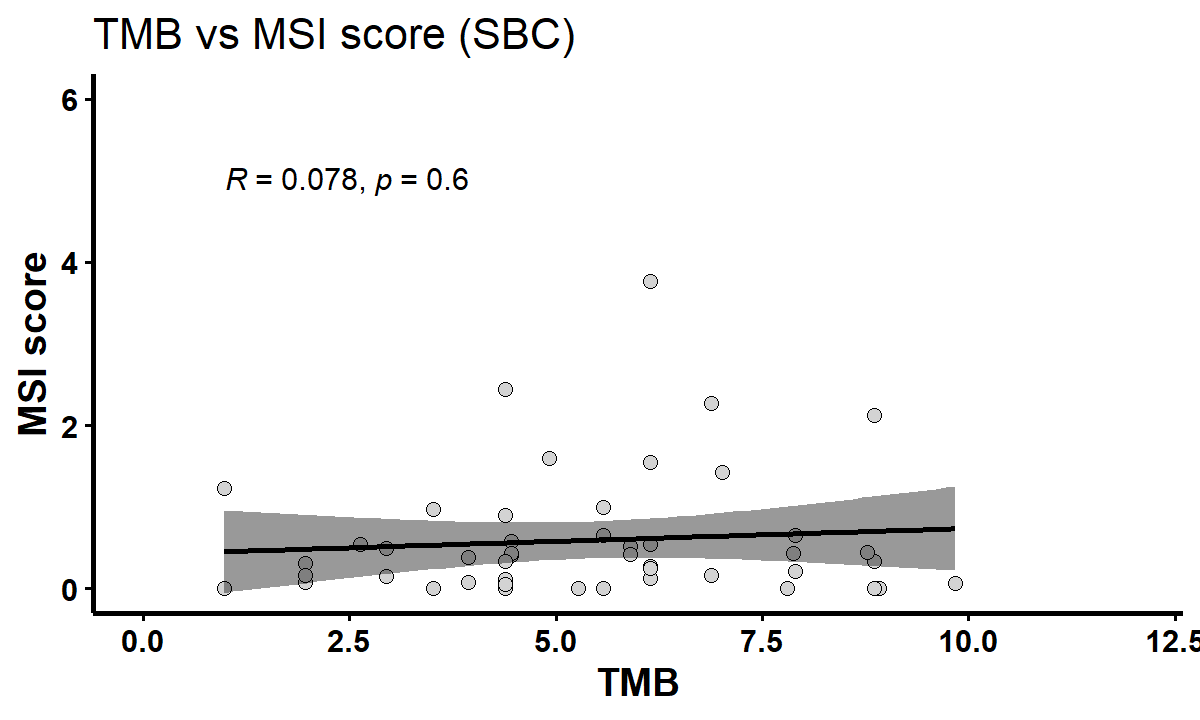 TMB vs MSI score (SBC)
6
R = 0.078, p = 0.6
4
MSI score
2
0
0.0 2.5 5.0 7.5 10.0 12.5
TMB